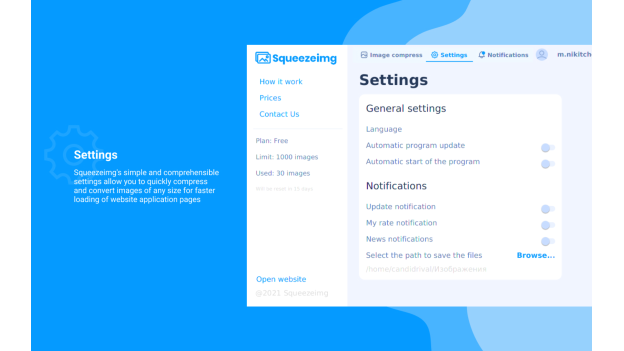 Squeezeimg
Image compress
Settings
Notifications
m.nikitch
How it work
Prices
Contact Us
Plan: Free
Limit: 1000 images
Used: 30 images
Settings
General settings
Language
Automatic program update
Automatic start of the program
Notifications
Update notification
My rate notification
News notifications
Select the path to save the files
Browse...
/home/candidnval/Изображения
Open website
@2021 Squeezeimg
Settings
Squeezeimg's simple and comprehensible
settings allow you to quickly compress
and convert images of any size for faster
loading of website application pages